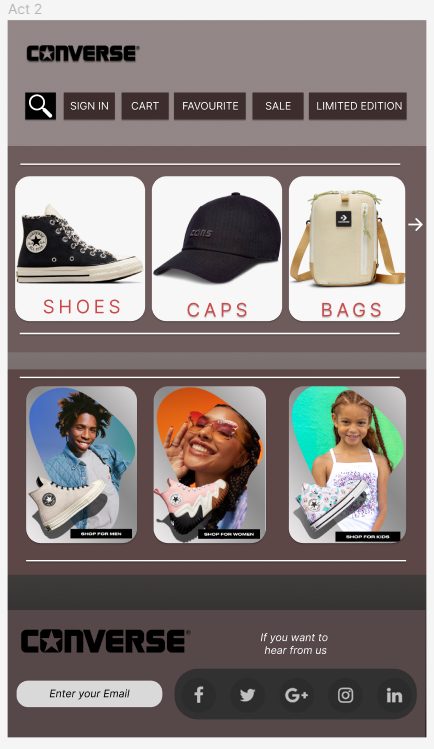 Act 2
CONVERSE®
SIGN IN
CART
FAVOURITE
SALE
LIMITED EDITION
cons
SHOES
CAPS
BAGS
SHOP FOR MEN
SHOP FOR WOMEN
SHOP FOR KIDS
CONVERSE®
If you want to
hear from us
Enter your Email
G+
in